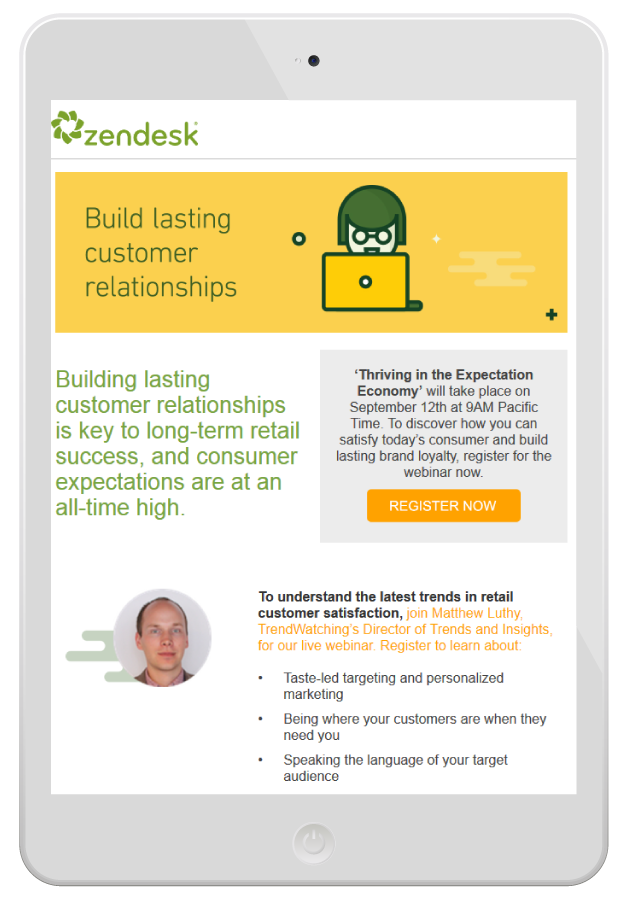 zendesk®
Build lasting
customer
relationships
Building lasting
customer relationships
is key to long-term retail
success, and consumer
expectations are at an
all-time high.
‘Thriving in the Expectation
Economy’ will take place on
September 12th at 9AM Pacific
Time. To discover how you can
satisfy today’s consumer and build
lasting brand loyalty, register for the
webinar now.
REGISTER NOW
To understand the latest trends in retail
customer satisfaction, join Matthew Luthy,
TrendWatching’s Director of Trends and Insights,
for our live webinar. Register to learn about:
• Taste-led targeting and personalized
marketing
• Being where your customers are when they
need you
• Speaking the language of your target
audience